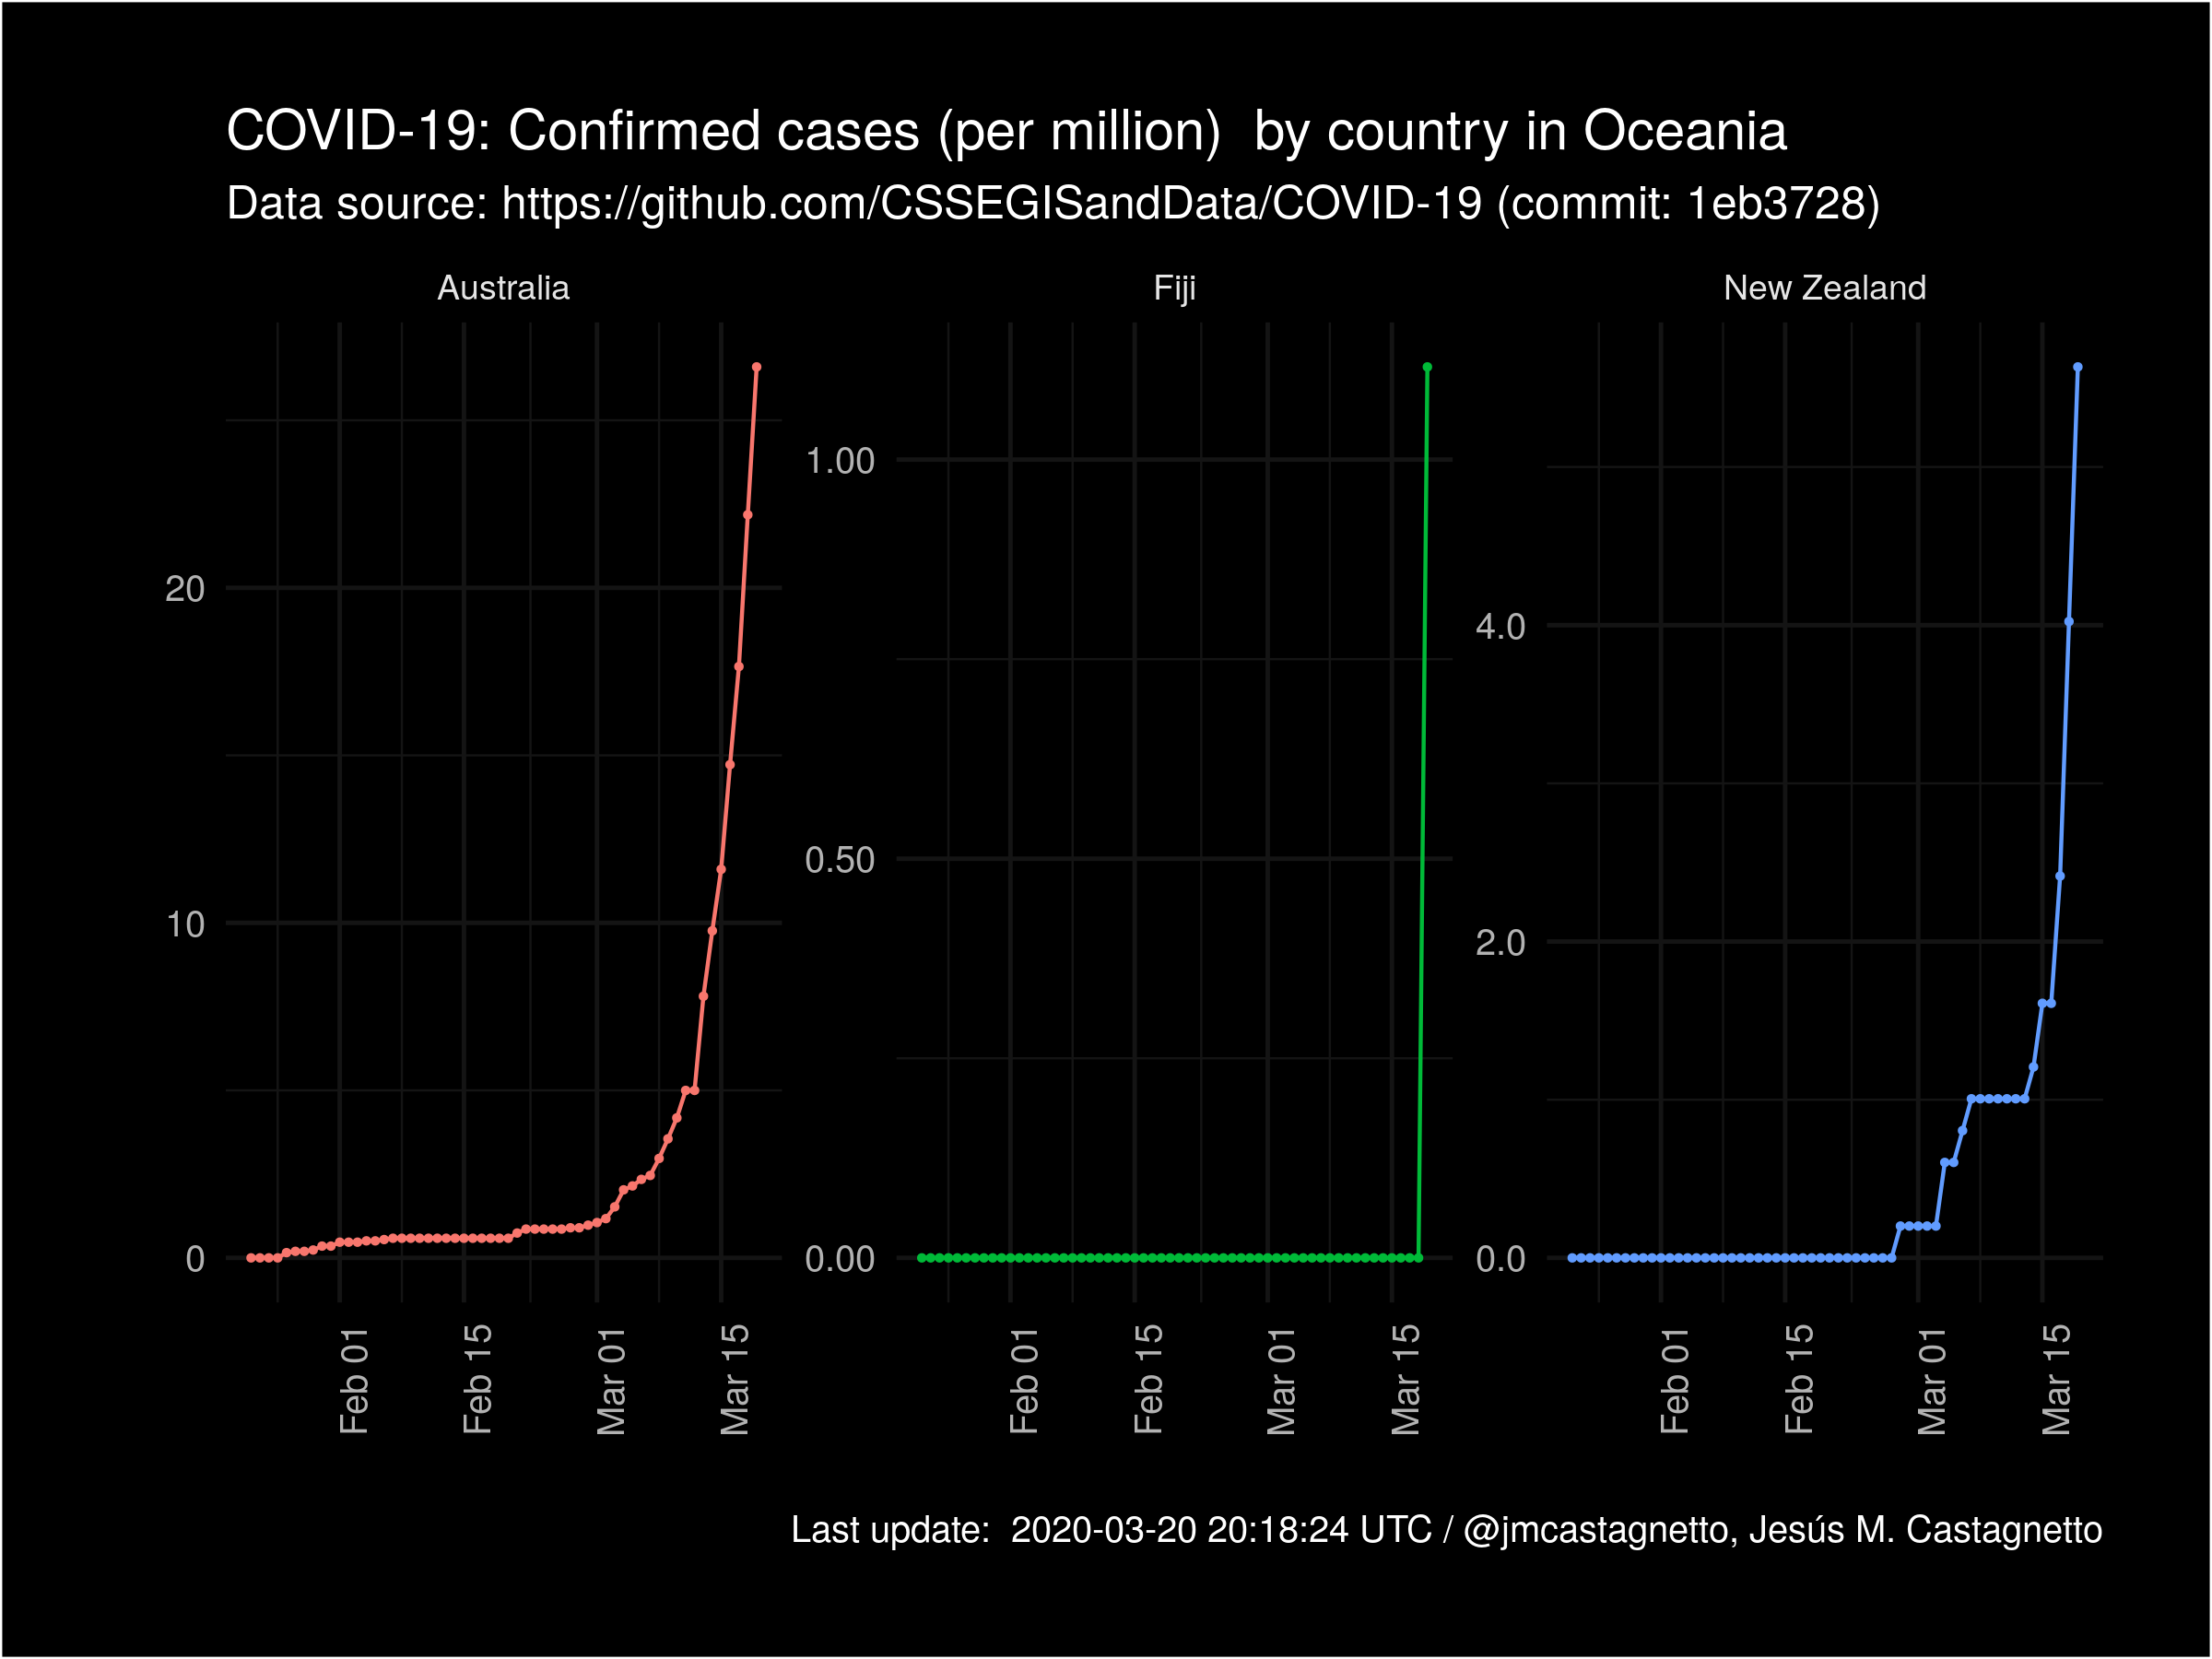 COVID-19: Confirmed cases (per million)  by country in Oceania
Data source: https://github.com/CSSEGISandData/COVID-19 (commit: 1eb3728)
Australia
Fiji
New Zealand
20
10
0
1.00
0.50
0.00
4.0
2.0
0.0
Feb 01
Feb 15
Mar 01
Mar 15
Feb 01
Feb 15
Mar 01
Mar 15
Feb 01
Feb 15
Mar 01
Mar 15
Last update:  2020-03-20 20:18:24 UTC / @jmcastagnetto, Jesús M. Castagnetto